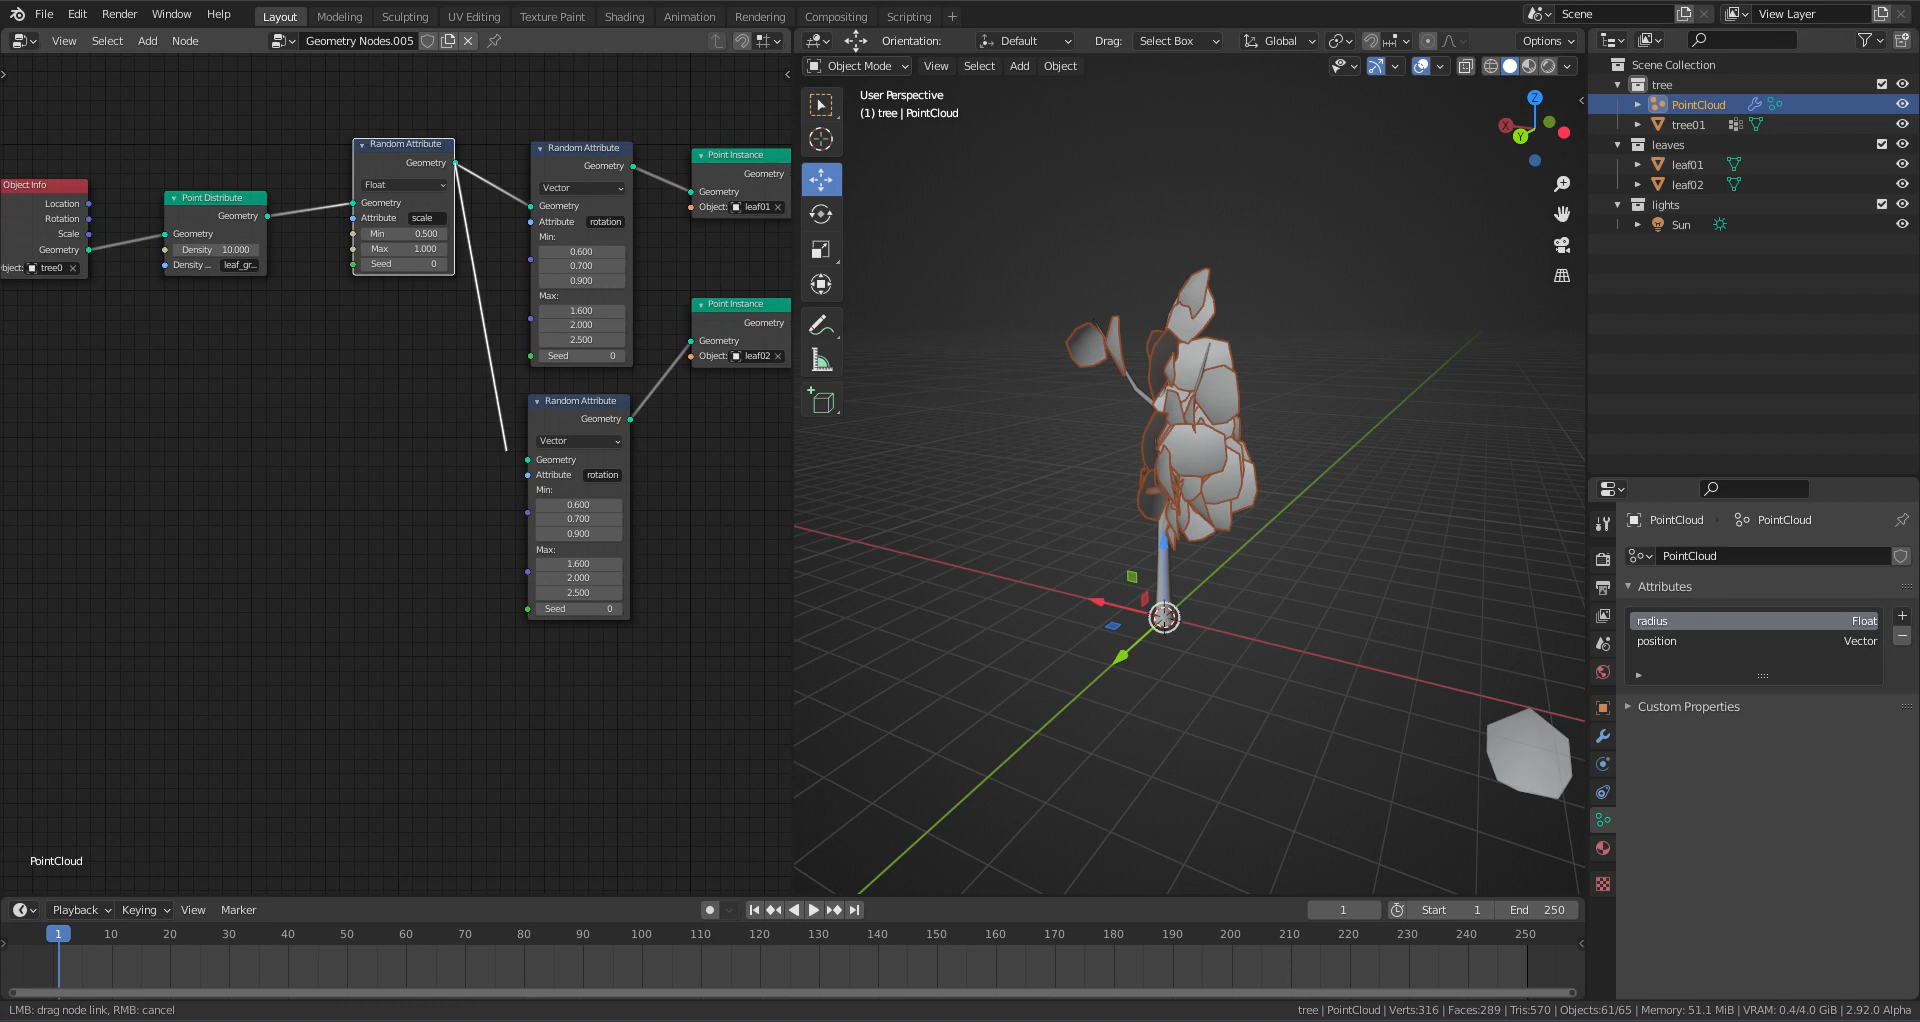 File Edit Render Window Help Layout Modeling Sculpting UV Editing Texture Paint Shading Animation Rendering Compositing Scripting + Scene View Layer
View Select Add Node Geometry Nodes.005 Orientation: Default Drag: Select Box Global Options
Object Mode View Select Add Object
User Perspective
(1) tree | PointCloud
Z
X
Y
Object Info
Location
Rotation
Scale
Geometry
bject: tree0
Point Distribute
Geometry
Geometry
Density 10.000
Density... leaf_gr...
Random Attribute
Geometry
Float
Geometry
Attribute scale
Min 0.500
Max 1.000
Seed 0
Random Attribute
Geometry
Vector
Geometry
Attribute rotation
Min:
0.600
0.700
0.900
Max:
1.600
2.000
2.500
Seed 0
Point Instance
Geometry
Geometry
Object: leaf01
Point Instance
Geometry
Geometry
Object: leaf02
Random Attribute
Geometry
Vector
Geometry
Attribute rotation
Min:
0.600
0.700
0.900
Max:
1.600
2.000
2.500
Seed 0
PointCloud
Scene Collection
tree
PointCloud
tree01
leaves
leaf01
leaf02
lights
Sun
PointCloud PointCloud
PointCloud
Attributes
radius Float
position Vector
Custom Properties
Playback Keying View Marker 1 Start 1 End 250
1 10 20 30 40 50 60 70 80 90 100 110 120 130 140 150 160 170 180 190 200 210 220 230 240 250
LMB: drag node link, RMB: cancel
tree | PointCloud | Verts:316 | Faces:289 | Tris:570 | Objects:61/65 | Memory: 51.1 MiB | VRAM: 0.4/4.0 GiB | 2.92.0 Alpha